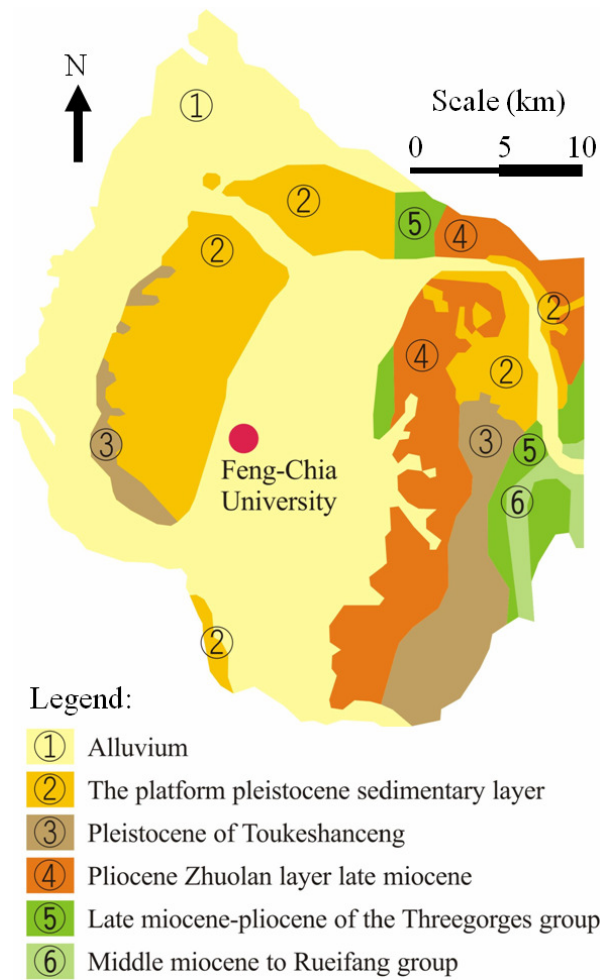 N
Scale (km)
0 5 10
①
②
⑤
④
②
②
④
②
③
③
⑤
⑥
Feng-Chia
University
②
Legend:
① Alluvium
② The platform pleistocene sedimentary layer
③ Pleistocene of Toukeshanceng
④ Pliocene Zhuolan layer late miocene
⑤ Late miocene-pliocene of the Threegorges group
⑥ Middle miocene to Rueifang group